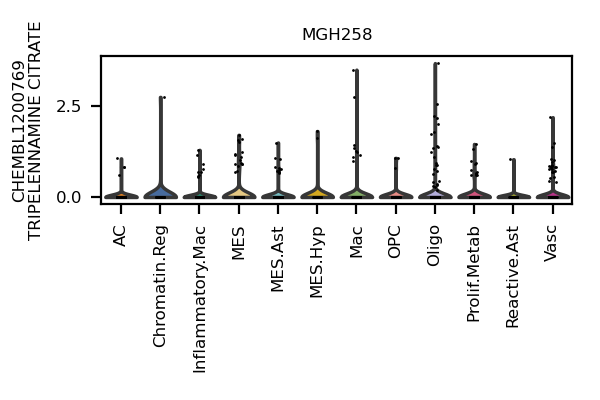 MGH258
CHEMBL1200769
TRIPELENNAMINE CITRATE
2.5
0.0
AC
Chromatin.Reg
Inflammatory.Mac
MES
MES.Ast
MES.Hyp
Mac
OPC
Oligo
Prolif.Metab
Reactive.Ast
Vasc